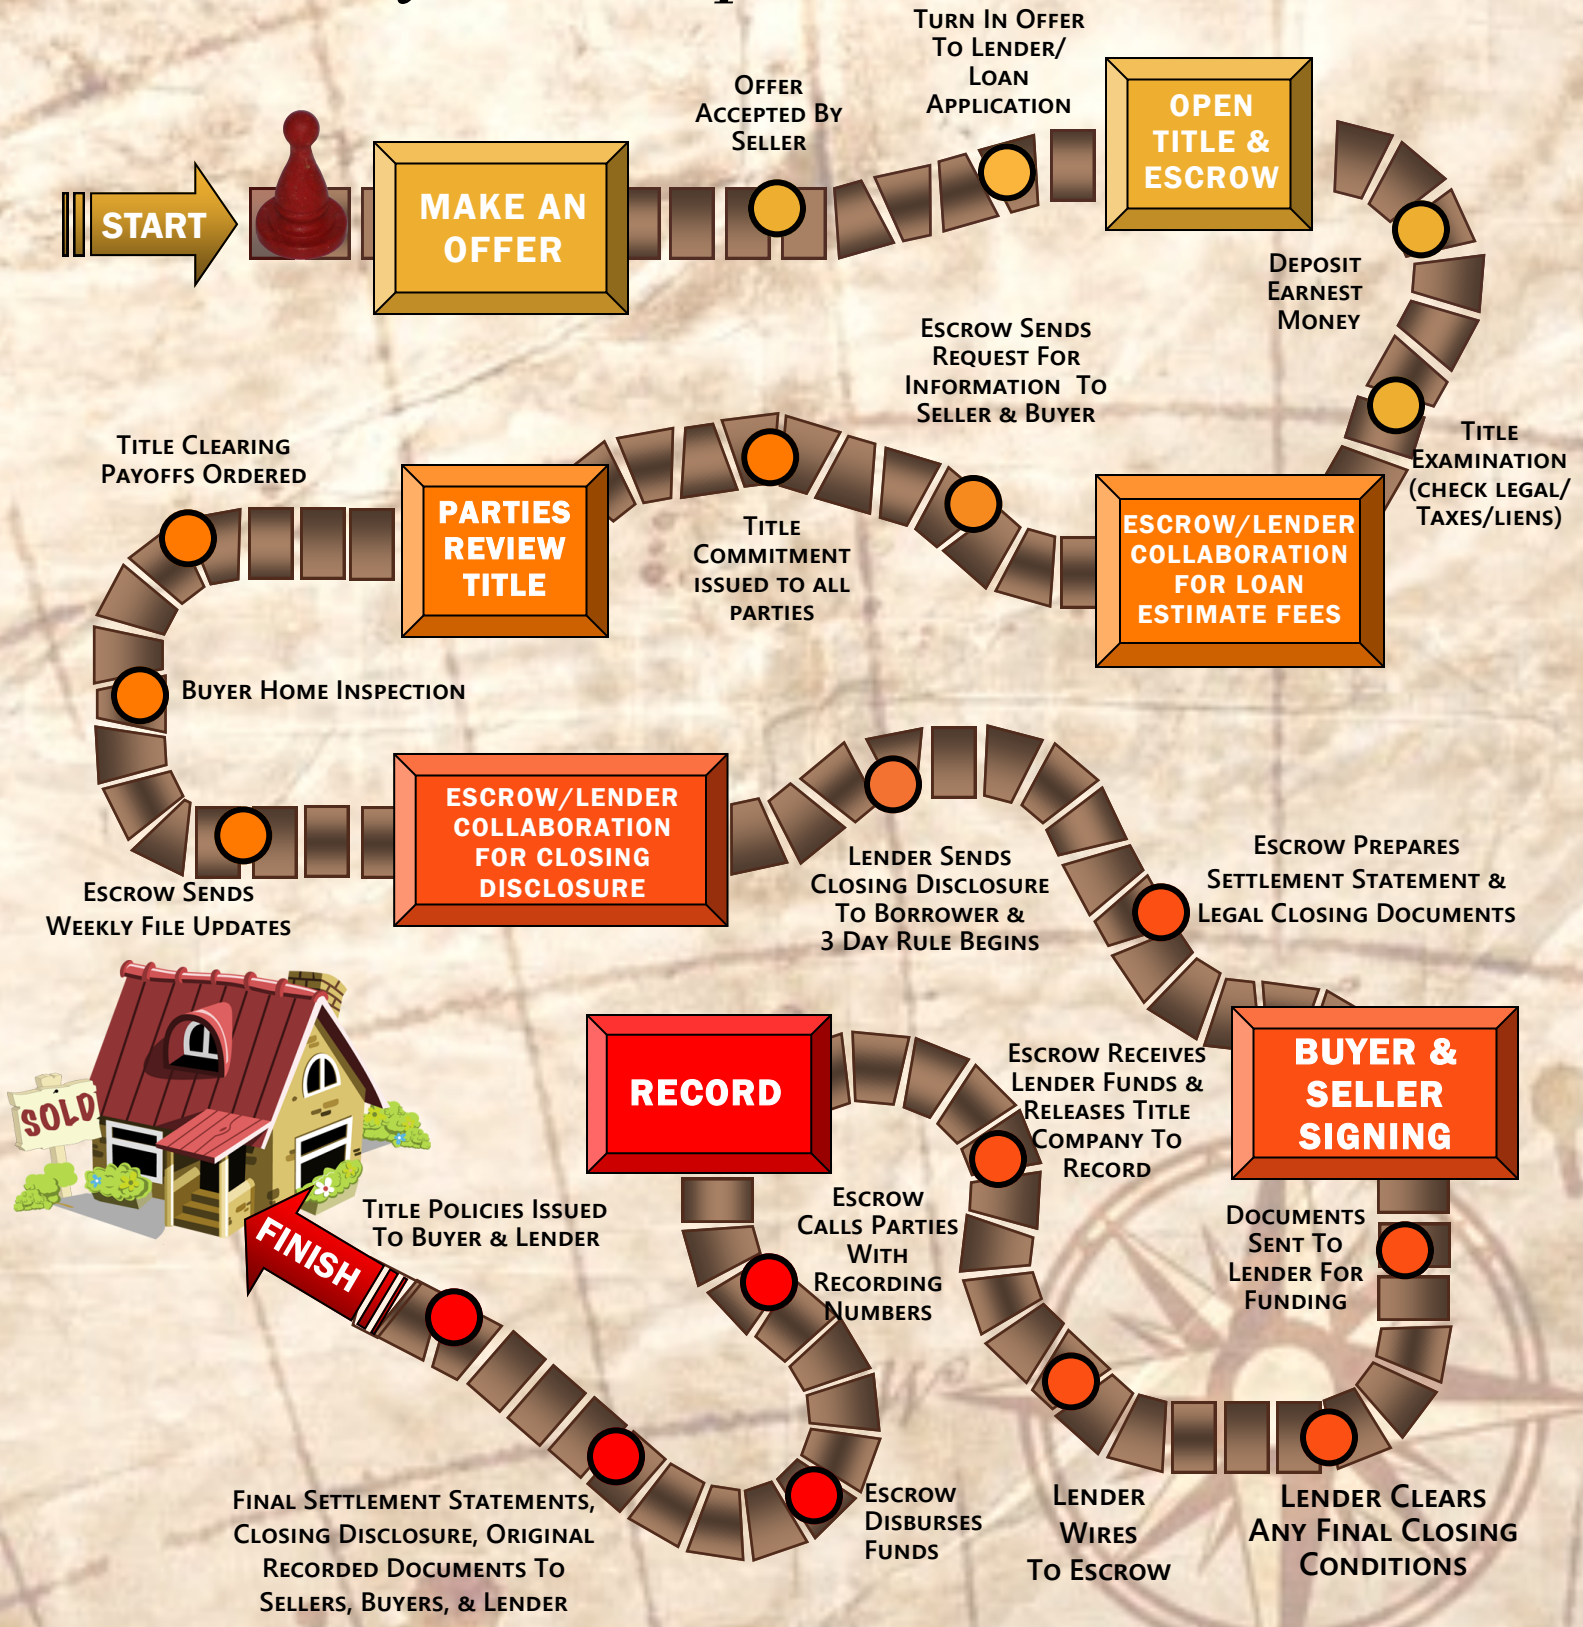 START
MAKE AN
OFFER
OFFER
ACCEPTED BY
SELLER
TURN IN OFFER
TO LENDER/
LOAN
APPLICATION
OPEN
TITLE &
ESCROW
DEPOSIT
EARNEST
MONEY
TITLE
EXAMINATION
(CHECK LEGAL/
TAXES/LIENS)
ESCROW/LENDER
COLLABORATION
FOR LOAN
ESTIMATE FEES
ESCROW SENDS
REQUEST FOR
INFORMATION TO
SELLER & BUYER
TITLE
COMMITMENT
ISSUED TO ALL
PARTIES
PARTIES
REVIEW
TITLE
TITLE CLEARING
PAYOFFS ORDERED
BUYER HOME INSPECTION
ESCROW SENDS
WEEKLY FILE UPDATES
ESCROW/LENDER
COLLABORATION
FOR CLOSING
DISCLOSURE
LENDER SENDS
CLOSING DISCLOSURE
TO BORROWER &
3 DAY RULE BEGINS
ESCROW PREPARES
SETTLEMENT STATEMENT &
LEGAL CLOSING DOCUMENTS
BUYER &
SELLER
SIGNING
DOCUMENTS
SENT TO
LENDER FOR
FUNDING
LENDER CLEARS
ANY FINAL CLOSING
CONDITIONS
LENDER
WIRES
TO ESCROW
ESCROW RECEIVES
LENDER FUNDS &
RELEASES TITLE
COMPANY TO
RECORD
RECORD
ESCROW
CALLS PARTIES
WITH
RECORDING
NUMBERS
ESCROW
DISBURSES
FUNDS
FINAL SETTLEMENT STATEMENTS,
CLOSING DISCLOSURE, ORIGINAL
RECORDED DOCUMENTS TO
SELLERS, BUYERS, & LENDER
TITLE POLICIES ISSUED
TO BUYER & LENDER
FINISH
SOLD